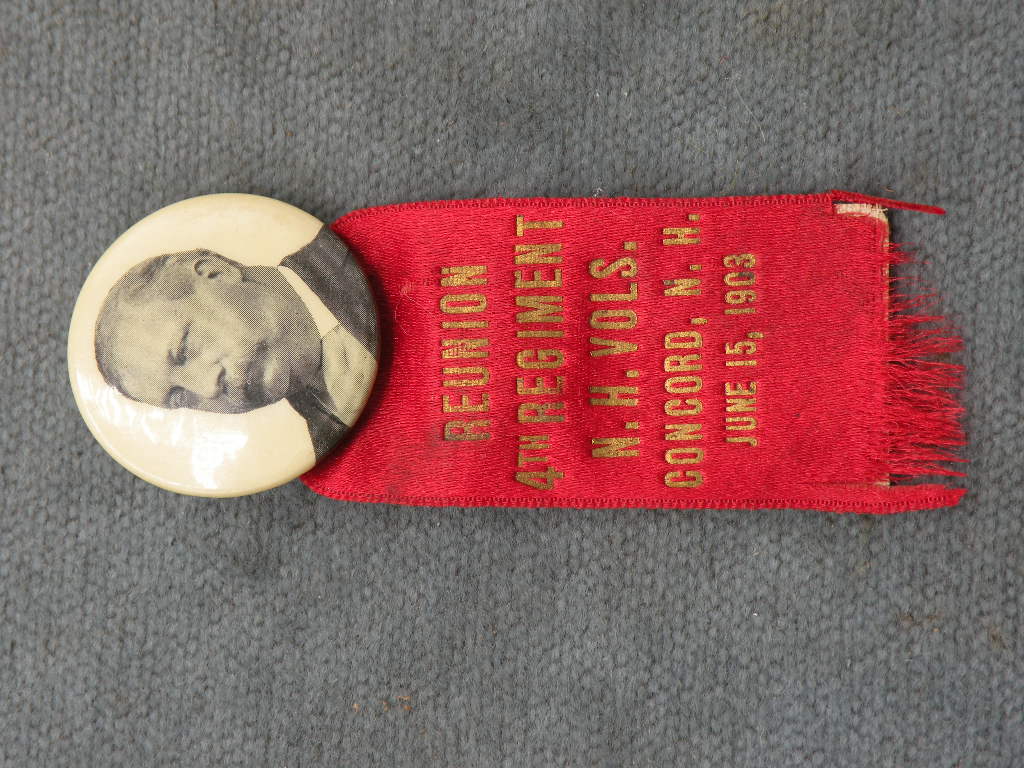 REUNION
4TH REGIMENT
N. H. VOLS.
CONCORD, N. H.
JUNE 15, 1903